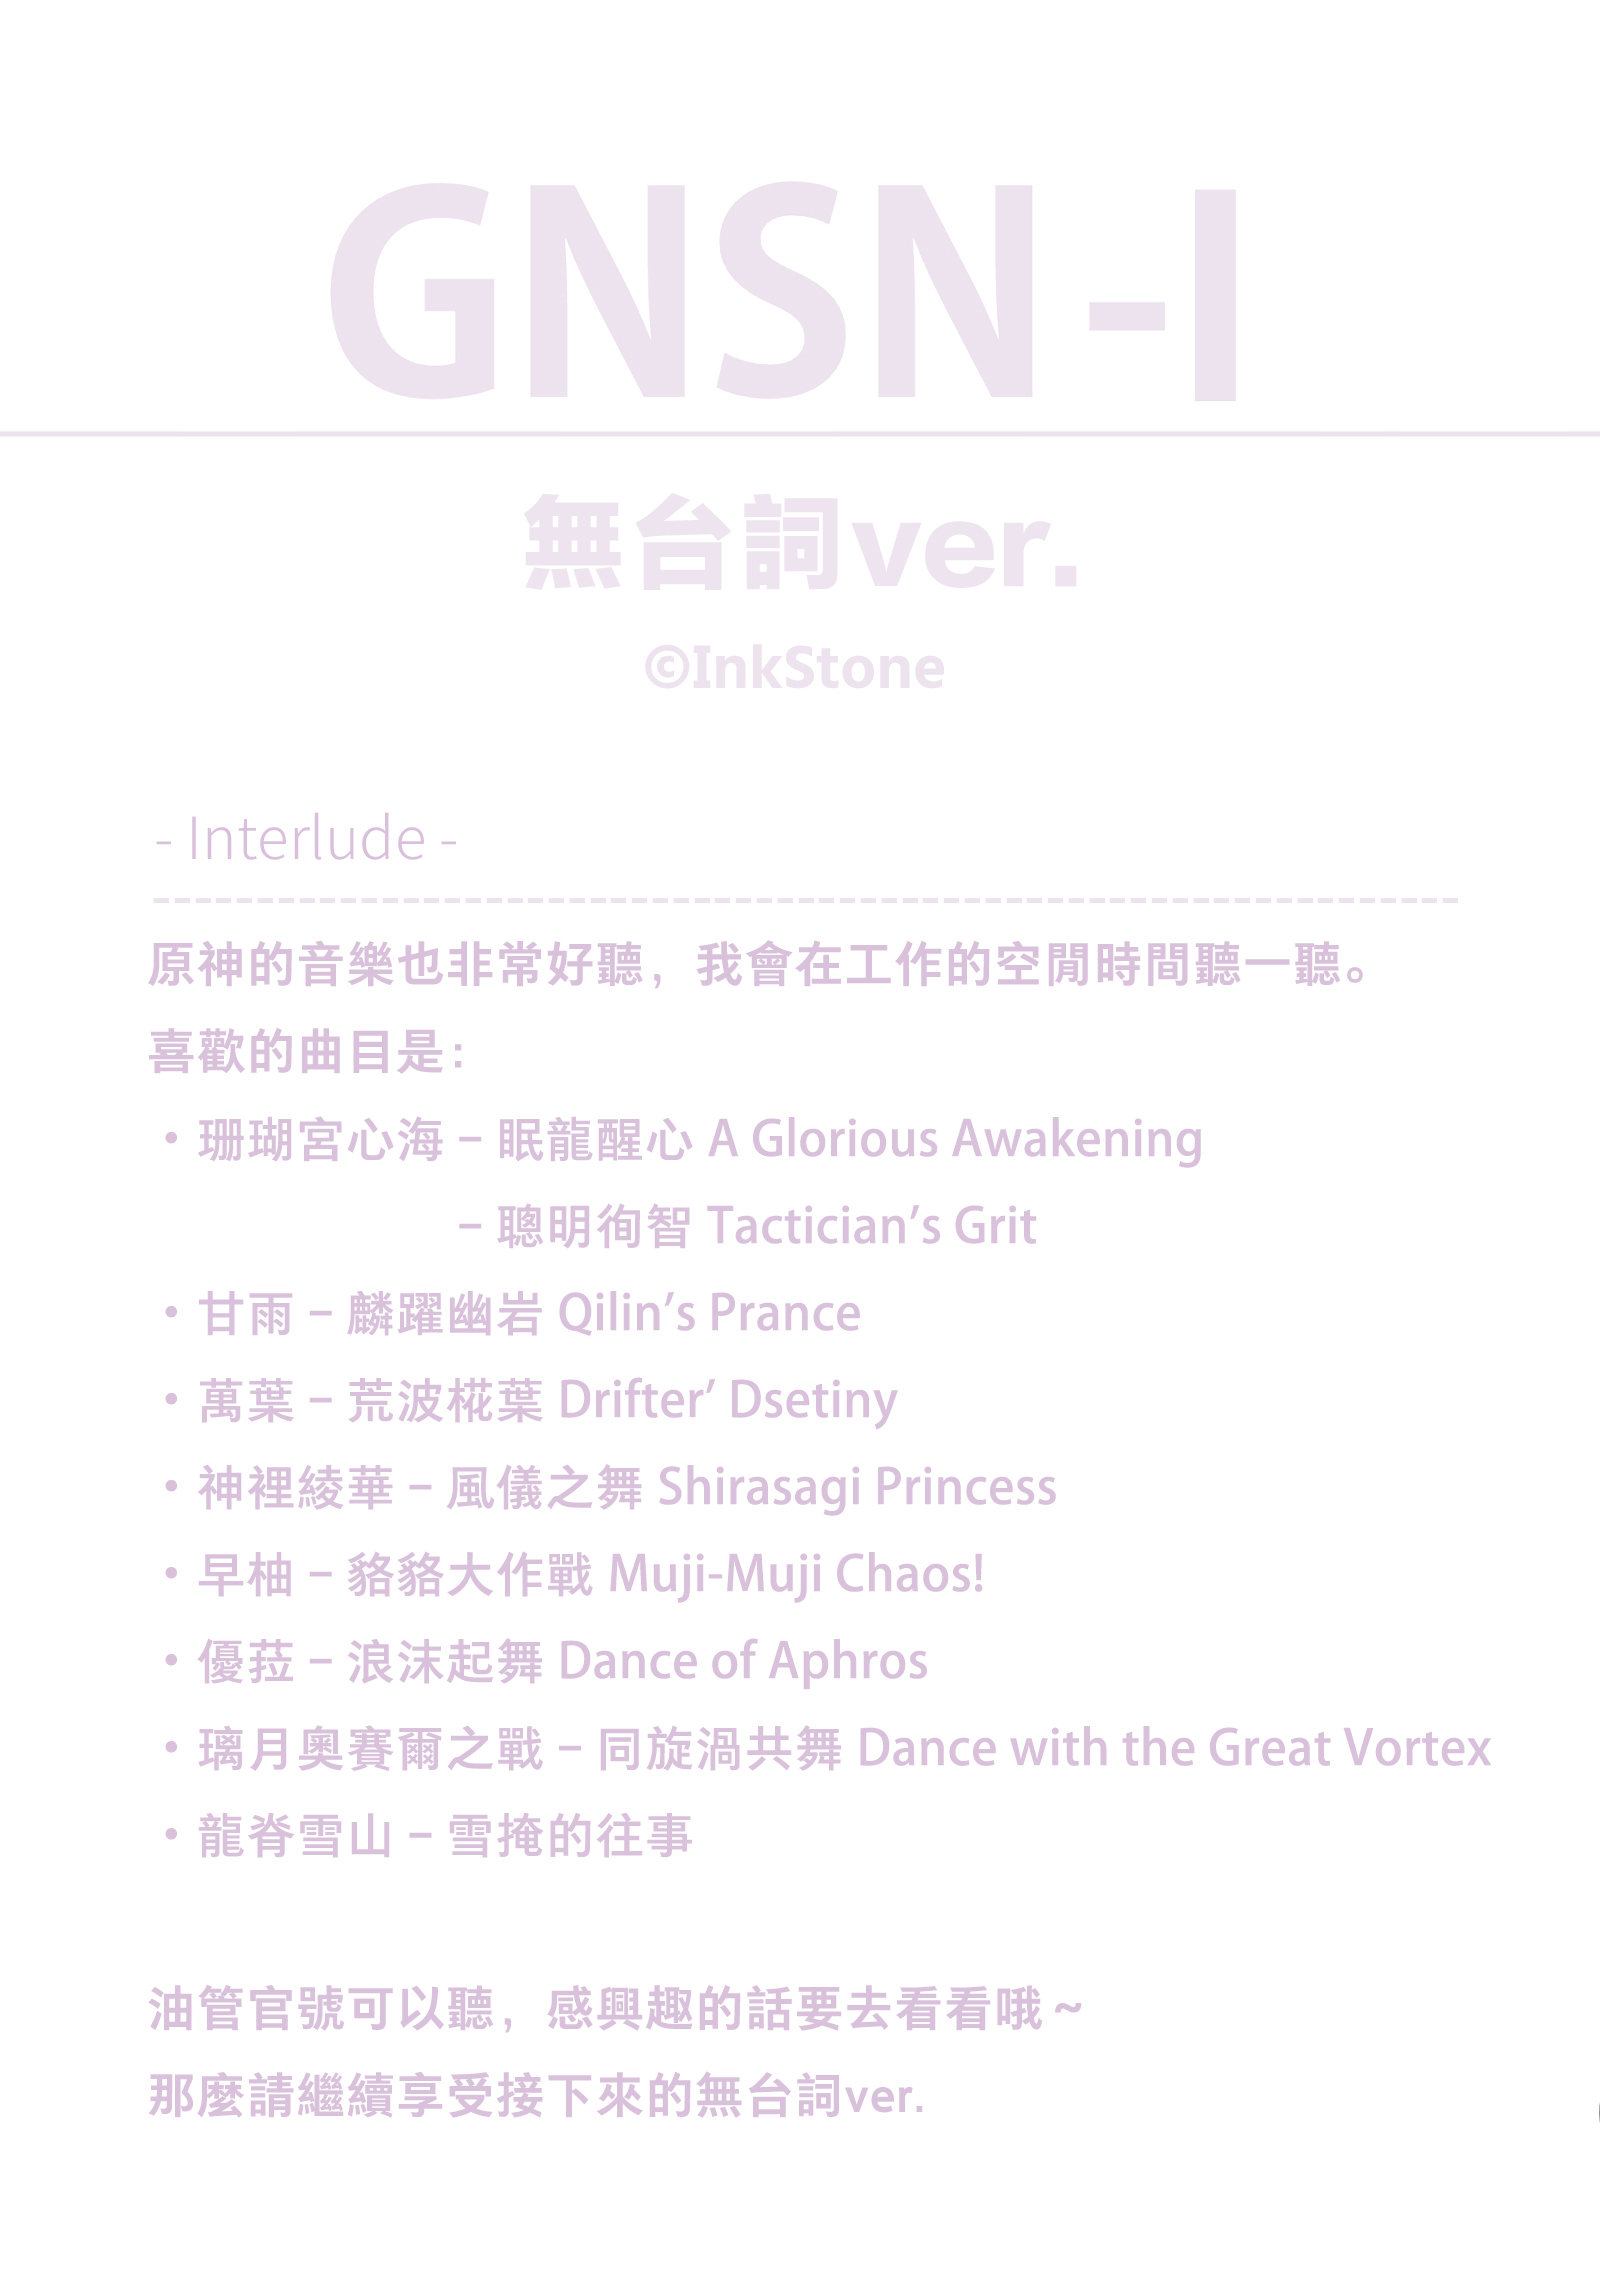 GNSN-I
無台詞ver.
©InkStone
- Interlude -
原神的音樂也非常好聽，我會在工作的空閒時間聽一聽。
喜歡的曲目是：
・珊瑚宮心海 – 眠龍醒心 A Glorious Awakening
– 聰明徇智 Tactician’s Grit
・甘雨 – 麟躍幽岩 Qilin’s Prance
・萬葉 – 荒波椛葉 Drifter’ Dsetiny
・神裡綾華 – 風儀之舞 Shirasagi Princess
・早柚 – 貉貉大作戰 Muji-Muji Chaos!
・優菈 – 浪沫起舞 Dance of Aphros
・璃月奧賽爾之戰 – 同旋渦共舞 Dance with the Great Vortex
・龍脊雪山 – 雪掩的往事
油管官號可以聽，感興趣的話要去看看哦~
那麼請繼續享受接下來的無台詞ver.